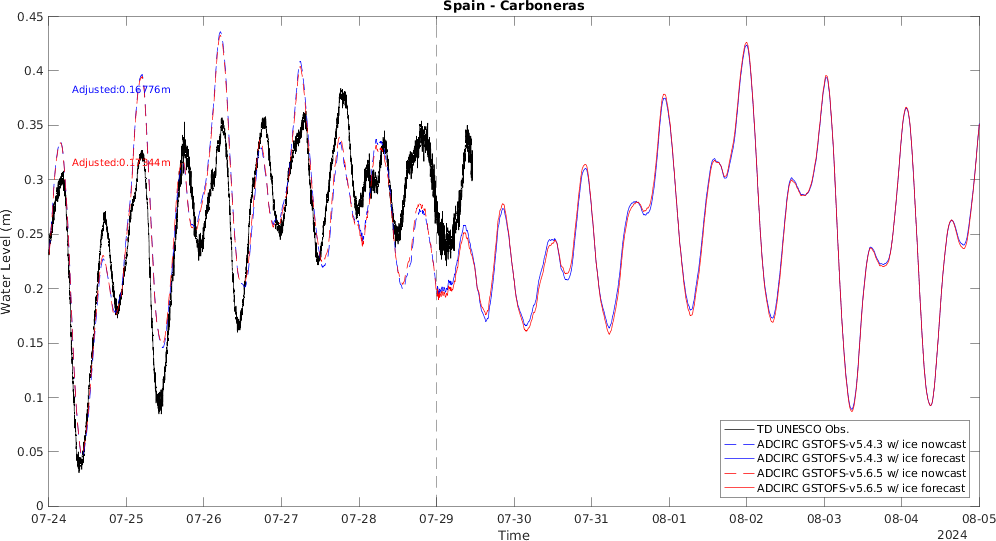 Spain - Carboneras
0.45
0.4
0.35
0.3
0.25
0.2
0.15
0.1
0.05
0
Water Level (m)
Adjusted:0.16776m
07-24
07-25
07-26
07-27
07-28
07-29
07-30
07-31
08-01
08-02
08-03
08-04
08-05
Time
2024
TD UNESCO Obs.
ADCIRC GSTOFS-v5.4.3 w/ ice nowcast
ADCIRC GSTOFS-v5.4.3 w/ ice forecast
ADCIRC GSTOFS-v5.6.5 w/ ice nowcast
ADCIRC GSTOFS-v5.6.5 w/ ice forecast